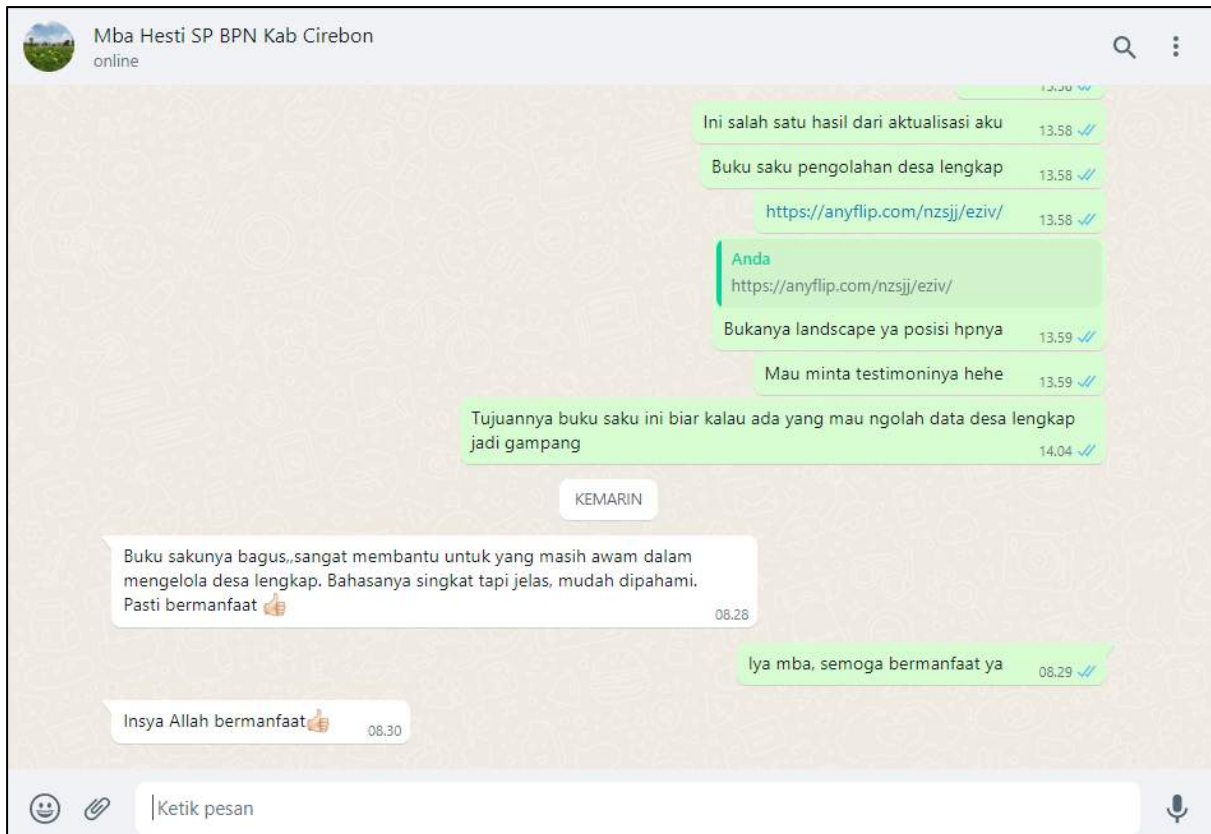 Mba Hesti SP BPN Kab Cirebon
online
Ini salah satu hasil dari aktualisasi aku
13.58
Buku saku pengolahan desa lengkap
13.58
https://anyflip.com/nzsjj/eziv/
13.58
Anda
https://anyflip.com/nzsjj/eziv/
Bukanya landscape ya posisi hpnya
13.59
Mau minta testimoninya hehe
13.59
Tujuannya buku saku ini biar kalau ada yang mau ngolah data desa lengkap
jadi gampang
14.04
KEMARIN
Buku sakunya bagus,,sangat membantu untuk yang masih awam dalam
mengelola desa lengkap. Bahasanya singkat tapi jelas, mudah dipahami.
Pasti bermanfaat 👍🏻
08.28
Iya mba, semoga bermanfaat ya
08.29
Insya Allah bermanfaat👍🏻
08.30
Ketik pesan